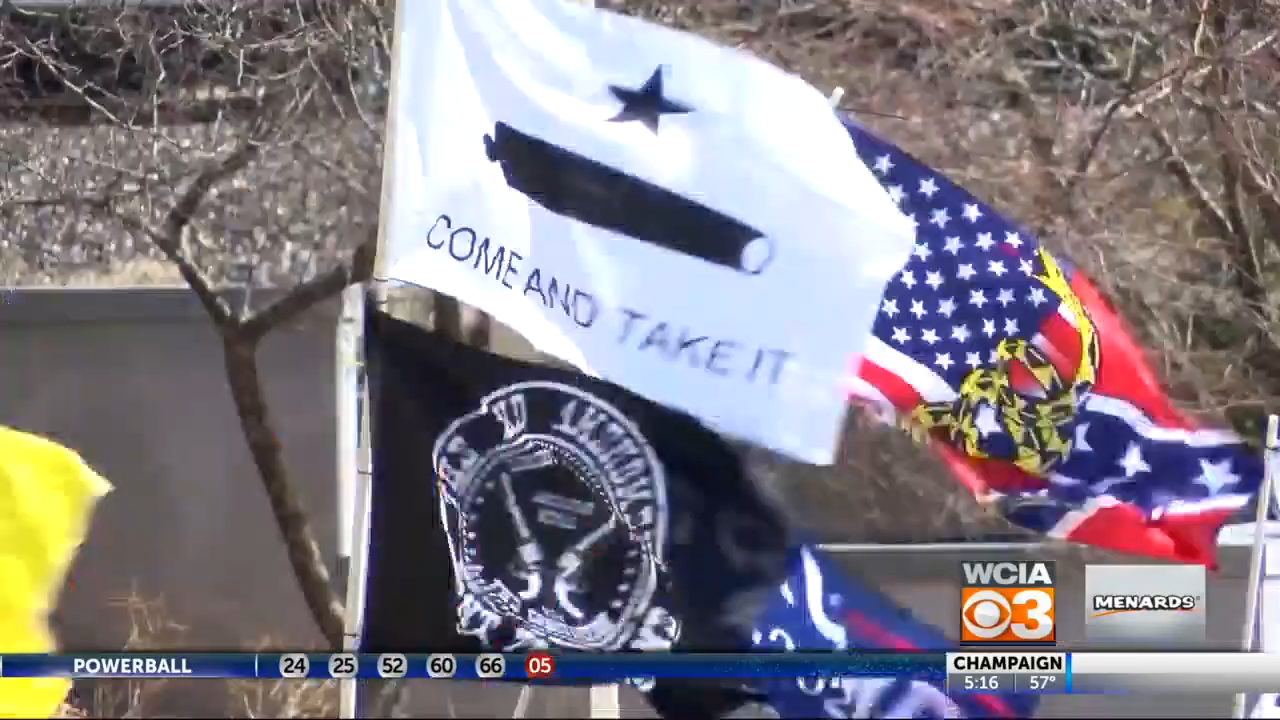 COME AND TAKE IT
WCIA
3
MENARDS
POWERBALL 24 25 52 60 66 05
CHAMPAIGN
5:16 57°